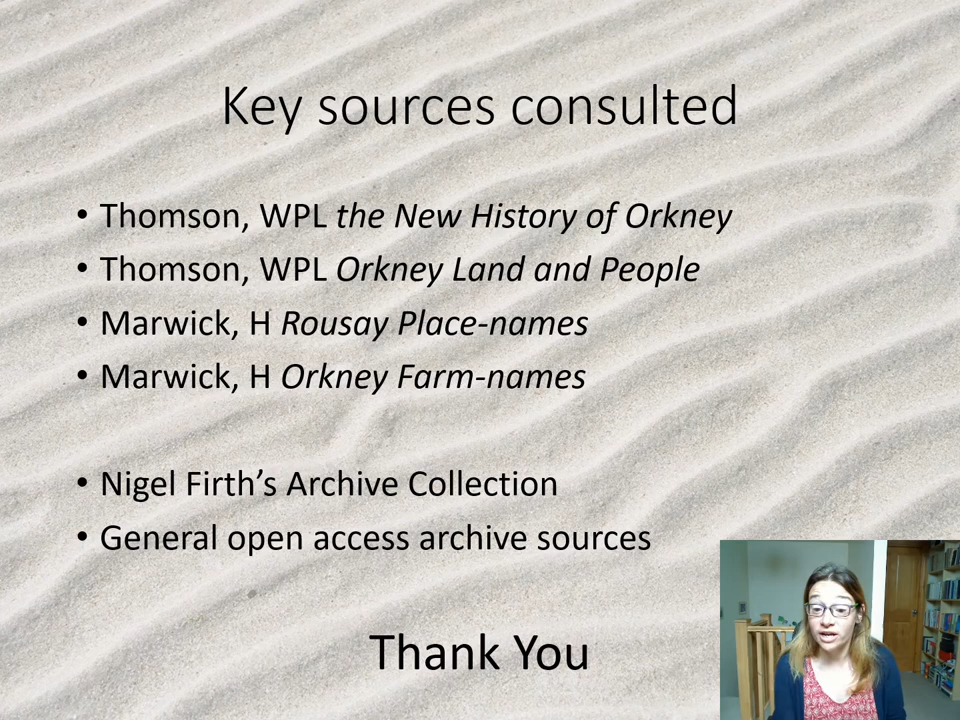 Key sources consulted
• Thomson, WPL the New History of Orkney
• Thomson, WPL Orkney Land and People
• Marwick, H Rousay Place-names
• Marwick, H Orkney Farm-names
• Nigel Firth’s Archive Collection
• General open access archive sources
Thank You